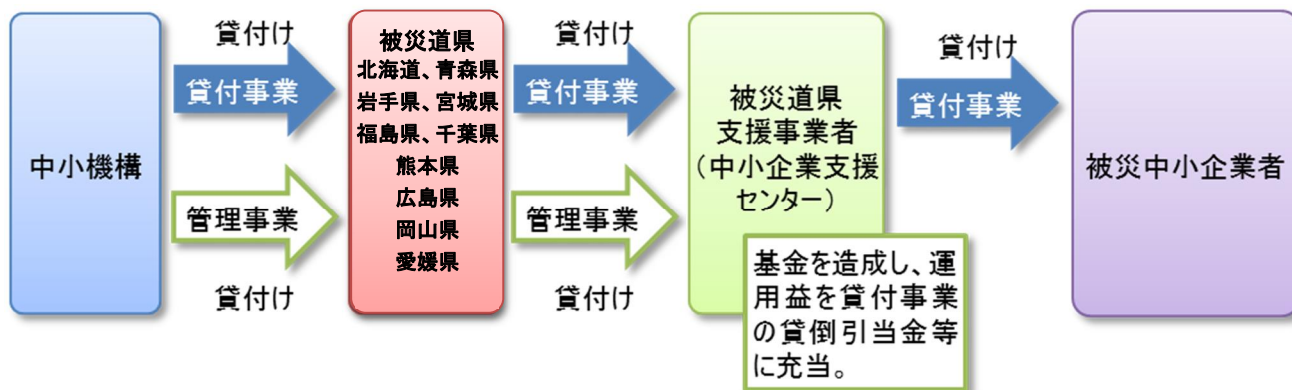 中小機構
貸付け
貸付事業
管理事業
貸付け
被災道県
北海道、青森県
岩手県、宮城県
福島県、千葉県
熊本県
広島県
岡山県
愛媛県
貸付け
貸付事業
管理事業
貸付け
被災道県
支援事業者
（中小企業支援
センター）
基金を造成し、運
用益を貸付事業
の貸倒引当金等
に充当。
貸付け
貸付事業
被災中小企業者